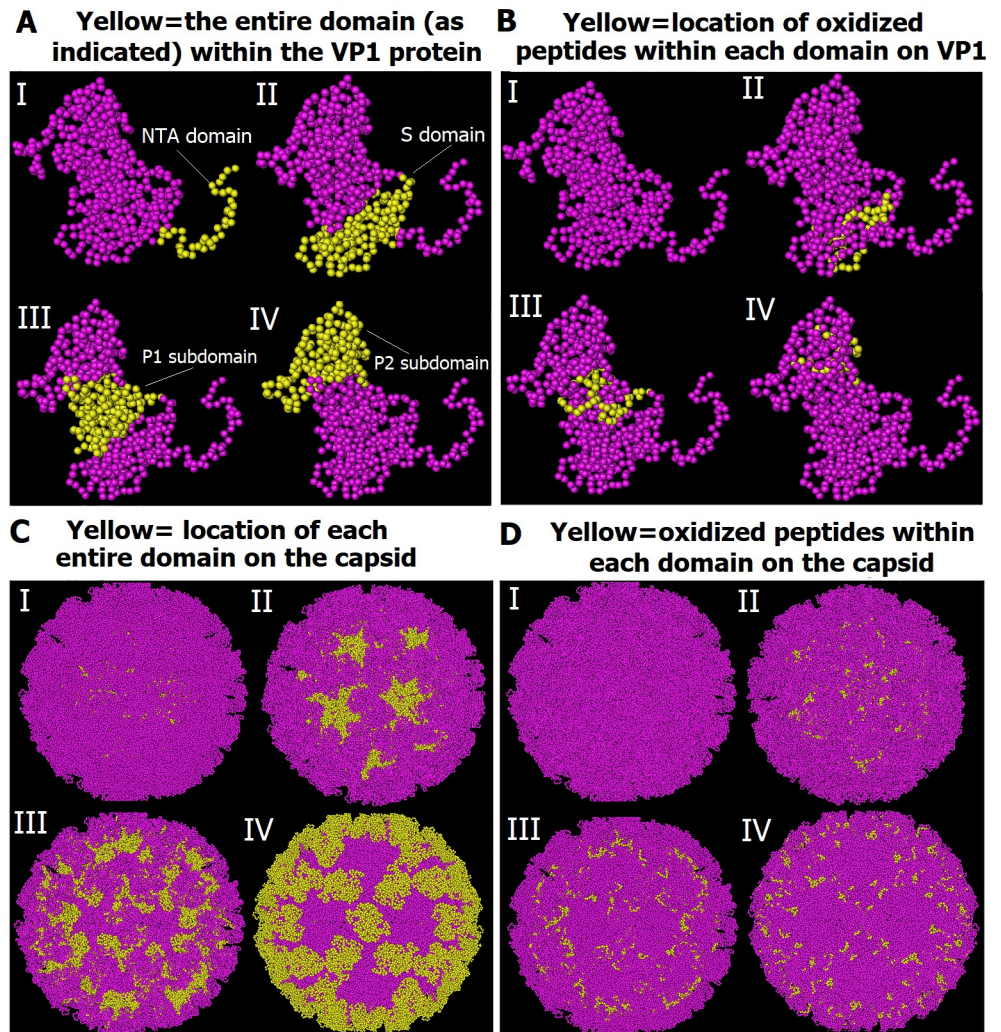 A Yellow=the entire domain (as
indicated) within the VP1 protein
B Yellow=location of oxidized
peptides within each domain on VP1
I
NTA domain
II
S domain
III
P1 subdomain
IV
P2 subdomain
I
II
III
IV
C Yellow= location of each
entire domain on the capsid
D Yellow=oxidized peptides within
each domain on the capsid
I
II
III
IV
I
II
III
IV